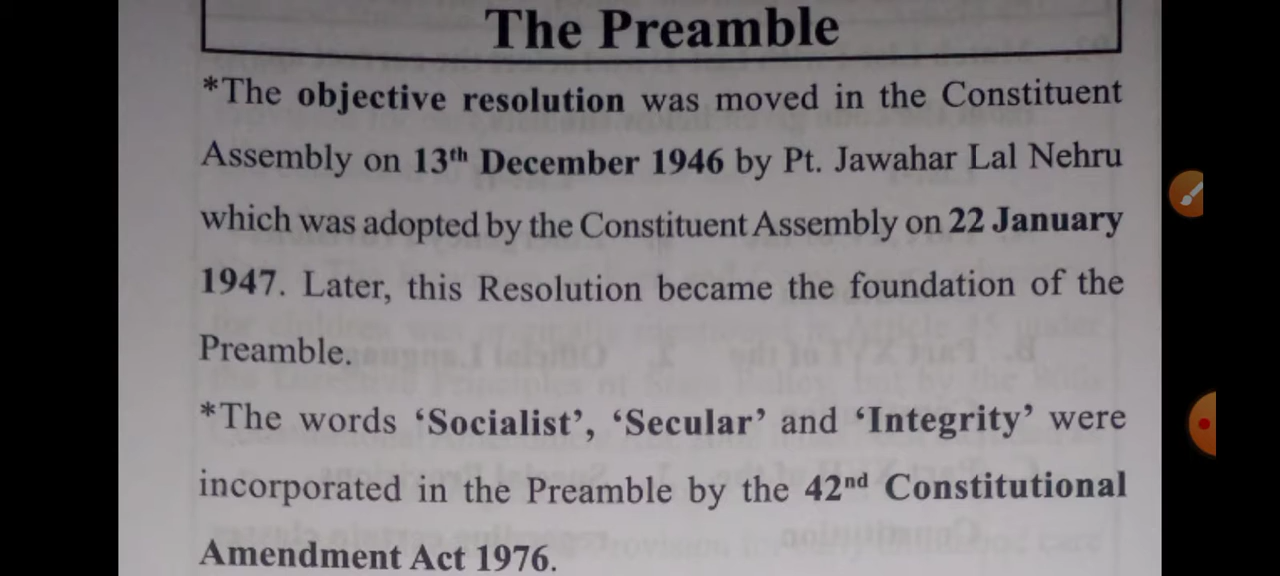 The Preamble
*The objective resolution was moved in the Constituent
Assembly on 13th December 1946 by Pt. Jawahar Lal Nehru
which was adopted by the Constituent Assembly on 22 January
1947. Later, this Resolution became the foundation of the
Preamble.
*The words ‘Socialist’, ‘Secular’ and ‘Integrity’ were
incorporated in the Preamble by the 42nd Constitutional
Amendment Act 1976.